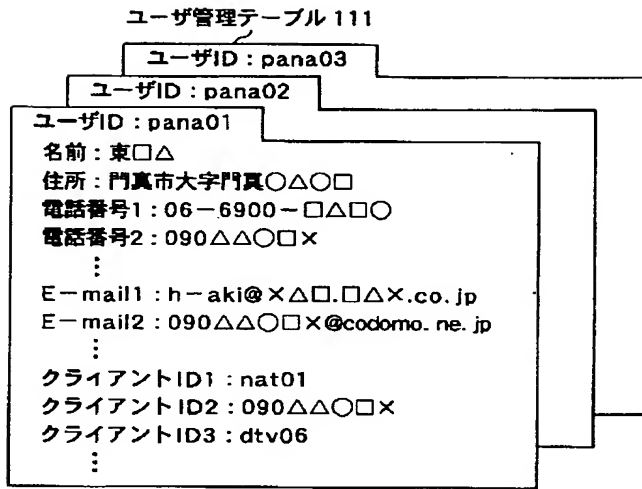 ユーザ管理テーブル 111
ユーザID：pana03
ユーザID：pana02
ユーザID：pana01
名前：東□△
住所：門真市大字門真○△○□
電話番号1：06－6900－□△□○
電話番号2：090△△○□×
⋮
E－mail1：h－aki@×△□.□△×.co.jp
E－mail2：090△△○□×@codomo.ne.jp
⋮
クライアントID1：nat01
クライアントID2：090△△○□×
クライアントID3：dtv06
⋮